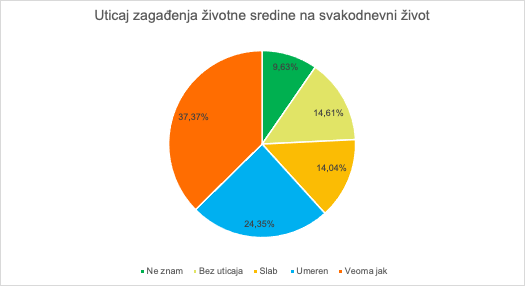 Uticaj zagađenja životne sredine na svakodnevni život
9,63%
14,61%
14,04%
24,35%
37,37%
Ne znam Bez uticaja Slab Umeren Veoma jak